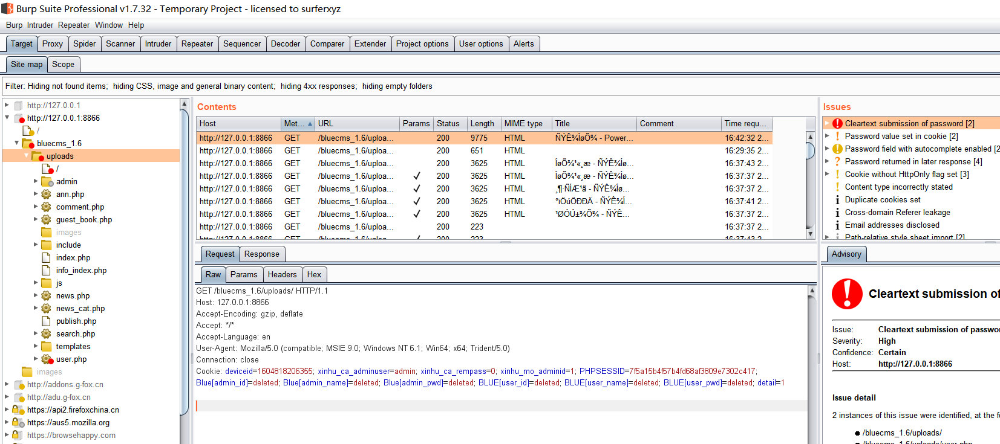 Burp Suite Professional v1.7.32 - Temporary Project - licensed to surferxyz
Burp Intruder Repeater Window Help
Target Proxy Spider Scanner Intruder Repeater Sequencer Decoder Comparer Extender Project options User options Alerts
Site map Scope
Filter: Hiding not found items; hiding CSS, image and general binary content; hiding 4xx responses; hiding empty folders
http://127.0.0.1
http://127.0.0.1:8866
/
bluecms_1.6
uploads
/
admin
ann.php
comment.php
guest_book.php
images
include
index.php
info_index.php
js
news.php
news_cat.php
publish.php
search.php
templates
user.php
images
http://addons.g-fox.cn
http://adu.g-fox.cn
https://api2.firefoxchina.cn
https://aus5.mozilla.org
https://browsehappy.com
Contents
Host Met... URL Params Status Length MIME type Title Comment Time requ...
http://127.0.0.1:8866 GET /bluecms_1.6/uploa... 200 9775 HTML ÑÝÊ¾ÍøÕ¾ - Power... 16:42:32 2...
http://127.0.0.1:8866 GET /bluecms_1.6/uploa... 200 651 HTML 16:29:35 2...
http://127.0.0.1:8866 GET /bluecms_1.6/uploa... 200 3625 HTML ÍøÕ¾¹«¸æ - ÑÝÊ¾Íø... 16:37:43 2...
http://127.0.0.1:8866 GET /bluecms_1.6/uploa... ✓ 200 3625 HTML ÍøÕ¾¹«¸æ - ÑÝÊ¾Íø... 16:37:37 2...
http://127.0.0.1:8866 GET /bluecms_1.6/uploa... ✓ 200 3625 HTML ¸¶·ÑÍÆ¹ã - ÑÝÊ¾Íø... 16:37:37 2...
http://127.0.0.1:8866 GET /bluecms_1.6/uploa... ✓ 200 3625 HTML °ïÖúÖÐÐÄ - ÑÝÊ¾Í... 16:37:41 2...
http://127.0.0.1:8866 GET /bluecms_1.6/uploa... ✓ 200 3625 HTML ¹ØÓÚ±¾Õ¾ - ÑÝÊ... 16:37:37 2...
http://127.0.0.1:8866 GET /bluecms_1.6/uploa... 200 223 16:37:37 2...
http://127.0.0.1:8866 GET /bluecms_1.6/uploa... ✓ 200 223 16:37:43 2...
Request Response
Raw Params Headers Hex
GET /bluecms_1.6/uploads/ HTTP/1.1
Host: 127.0.0.1:8866
Accept-Encoding: gzip, deflate
Accept: */*
Accept-Language: en
User-Agent: Mozilla/5.0 (compatible; MSIE 9.0; Windows NT 6.1; Win64; x64; Trident/5.0)
Connection: close
Cookie: deviceid=1604818206355; xinhu_ca_adminuser=admin; xinhu_ca_rempass=0; xinhu_mo_adminid=1; PHPSESSID=7f5a15b4f57b4fd68af3809e7302c417;
Blue[admin_id]=deleted; Blue[admin_name]=deleted; Blue[admin_pwd]=deleted; BLUE[user_id]=deleted; BLUE[user_name]=deleted; BLUE[user_pwd]=deleted; detail=1
Issues
Cleartext submission of password [2]
Password value set in cookie [2]
Password field with autocomplete enabled [2
Password returned in later response [4]
Cookie without HttpOnly flag set [3]
Content type incorrectly stated
Duplicate cookies set
Cross-domain Referer leakage
Email addresses disclosed
Path-relative style sheet import [2]
Advisory
Cleartext submission of
Issue: Cleartext submission of passwor
Severity: High
Confidence: Certain
Host: http://127.0.0.1:8866
Issue detail
2 instances of this issue were identified, at the fo
/bluecms_1.6/uploads/
/bluecms_1.6/uploads/user.php